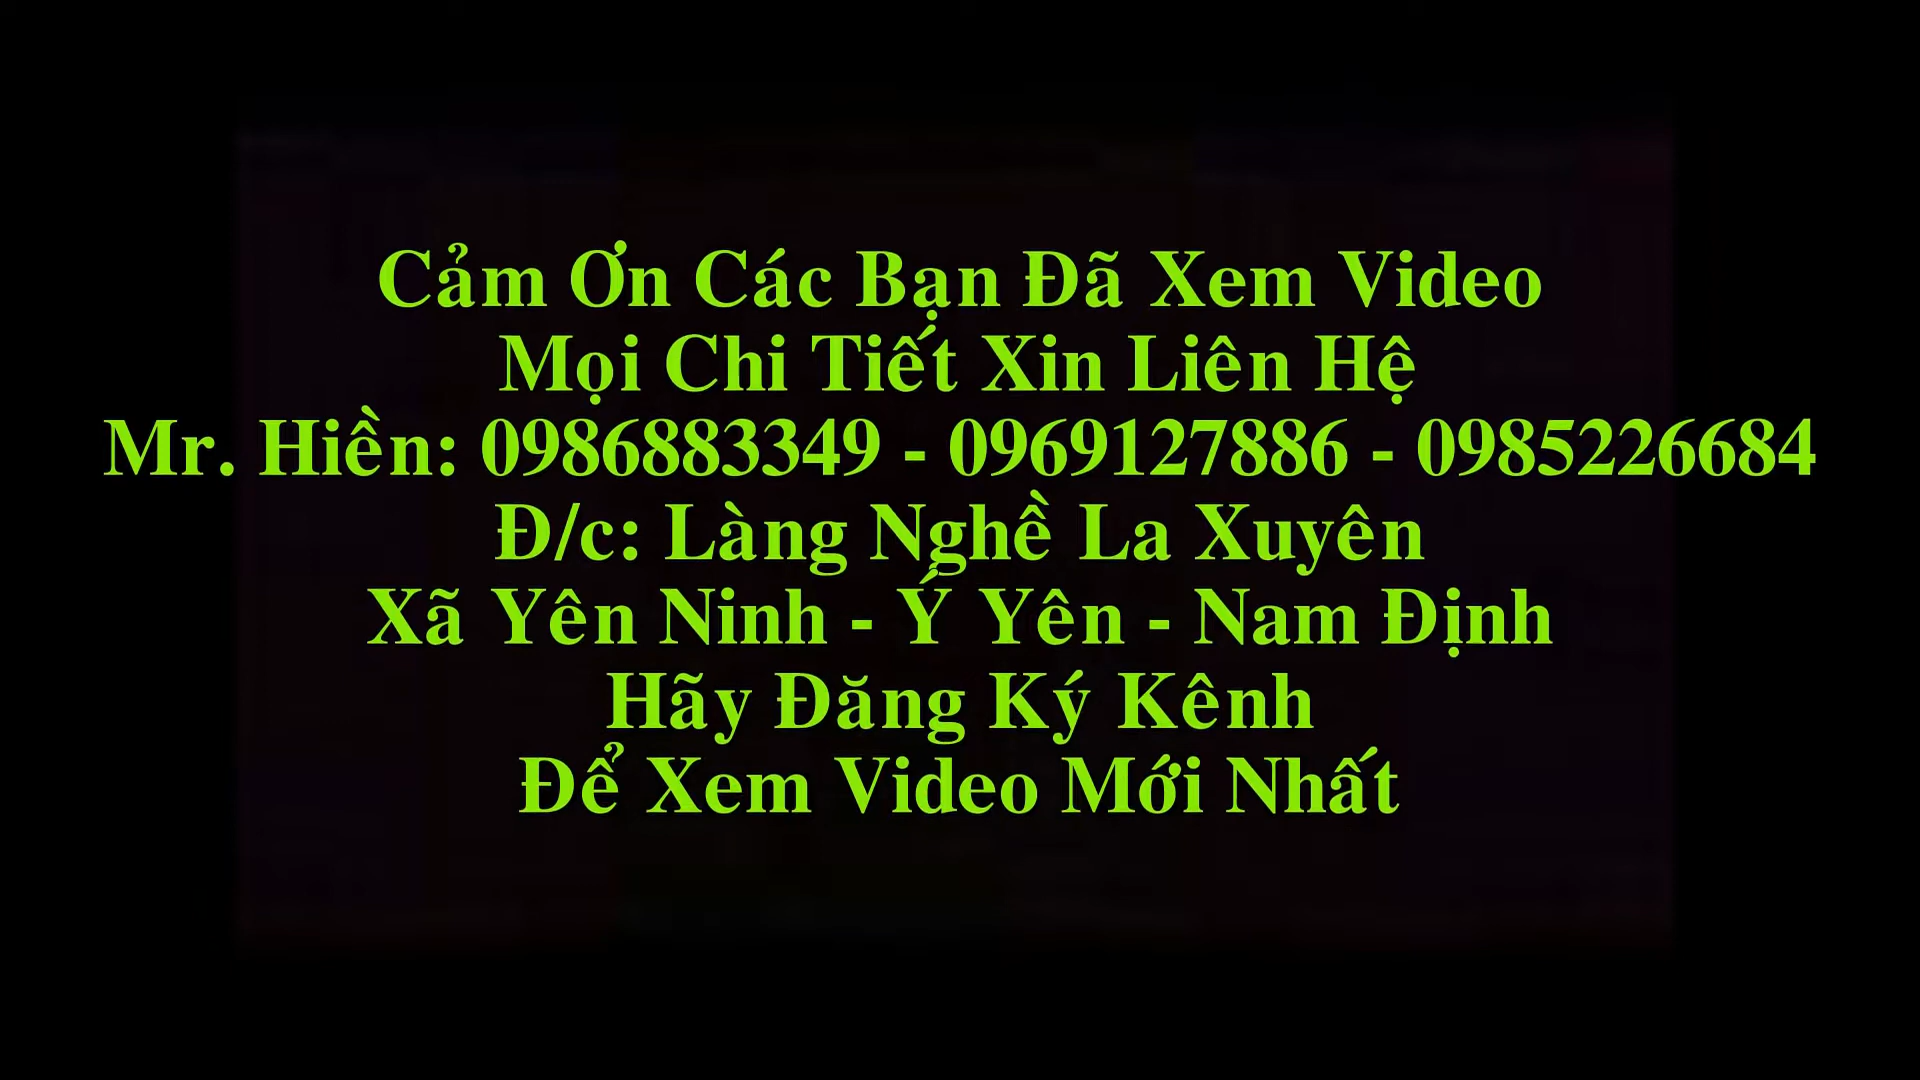 Cảm Ơn Các Bạn Đã Xem Video
Mọi Chi Tiết Xin Liên Hệ
Mr. Hiền: 0986883349 - 0969127886 - 0985226684
Đ/c: Làng Nghề La Xuyên
Xã Yên Ninh - Ý Yên - Nam Định
Hãy Đăng Ký Kênh
Để Xem Video Mới Nhất